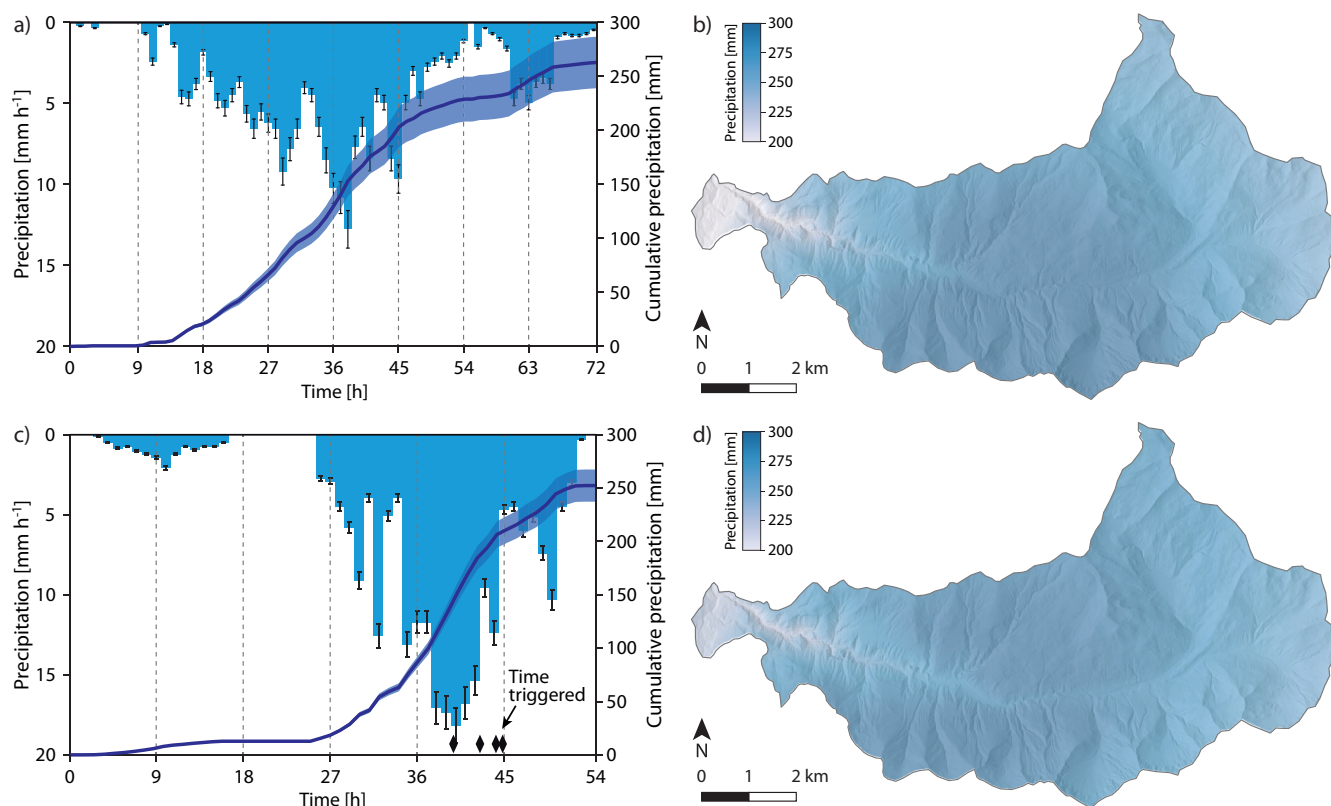 a)
0
5
10
15
20
Precipitation [mm h⁻¹]
300
250
200
150
100
50
0
Cumulative precipitation [mm]
0 9 18 27 36 45 54 63 72
Time [h]
b)
Precipitation [mm]
300
275
250
225
200
N
0 1 2 km
c)
0
5
10
15
20
Precipitation [mm h⁻¹]
300
250
200
150
100
50
0
Cumulative precipitation [mm]
Time
triggered
0 9 18 27 36 45 54
Time [h]
d)
Precipitation [mm]
300
275
250
225
200
N
0 1 2 km